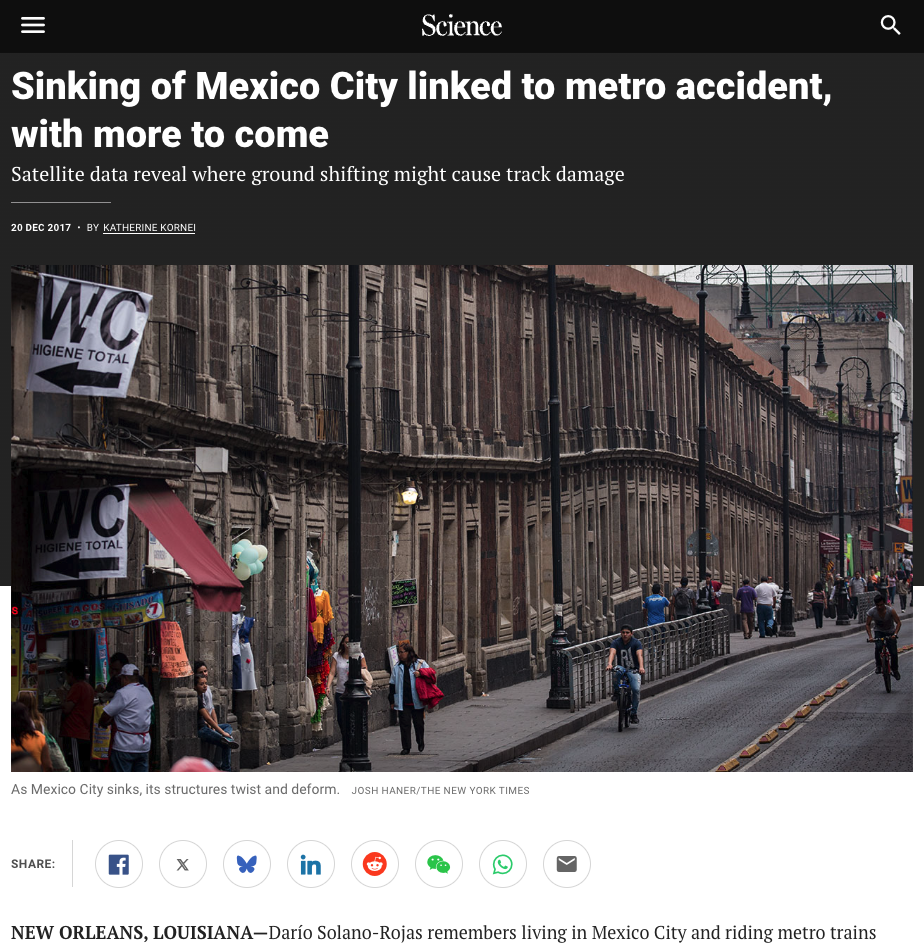 Science
Sinking of Mexico City linked to metro accident,
with more to come
Satellite data reveal where ground shifting might cause track damage
20 DEC 2017 • BY KATHERINE KORNEI
WC
HIGIENE TOTAL
WC
HIGIENE TOTAL
As Mexico City sinks, its structures twist and deform. JOSH HANER/THE NEW YORK TIMES
SHARE:
NEW ORLEANS, LOUISIANA—Darío Solano-Rojas remembers living in Mexico City and riding metro trains